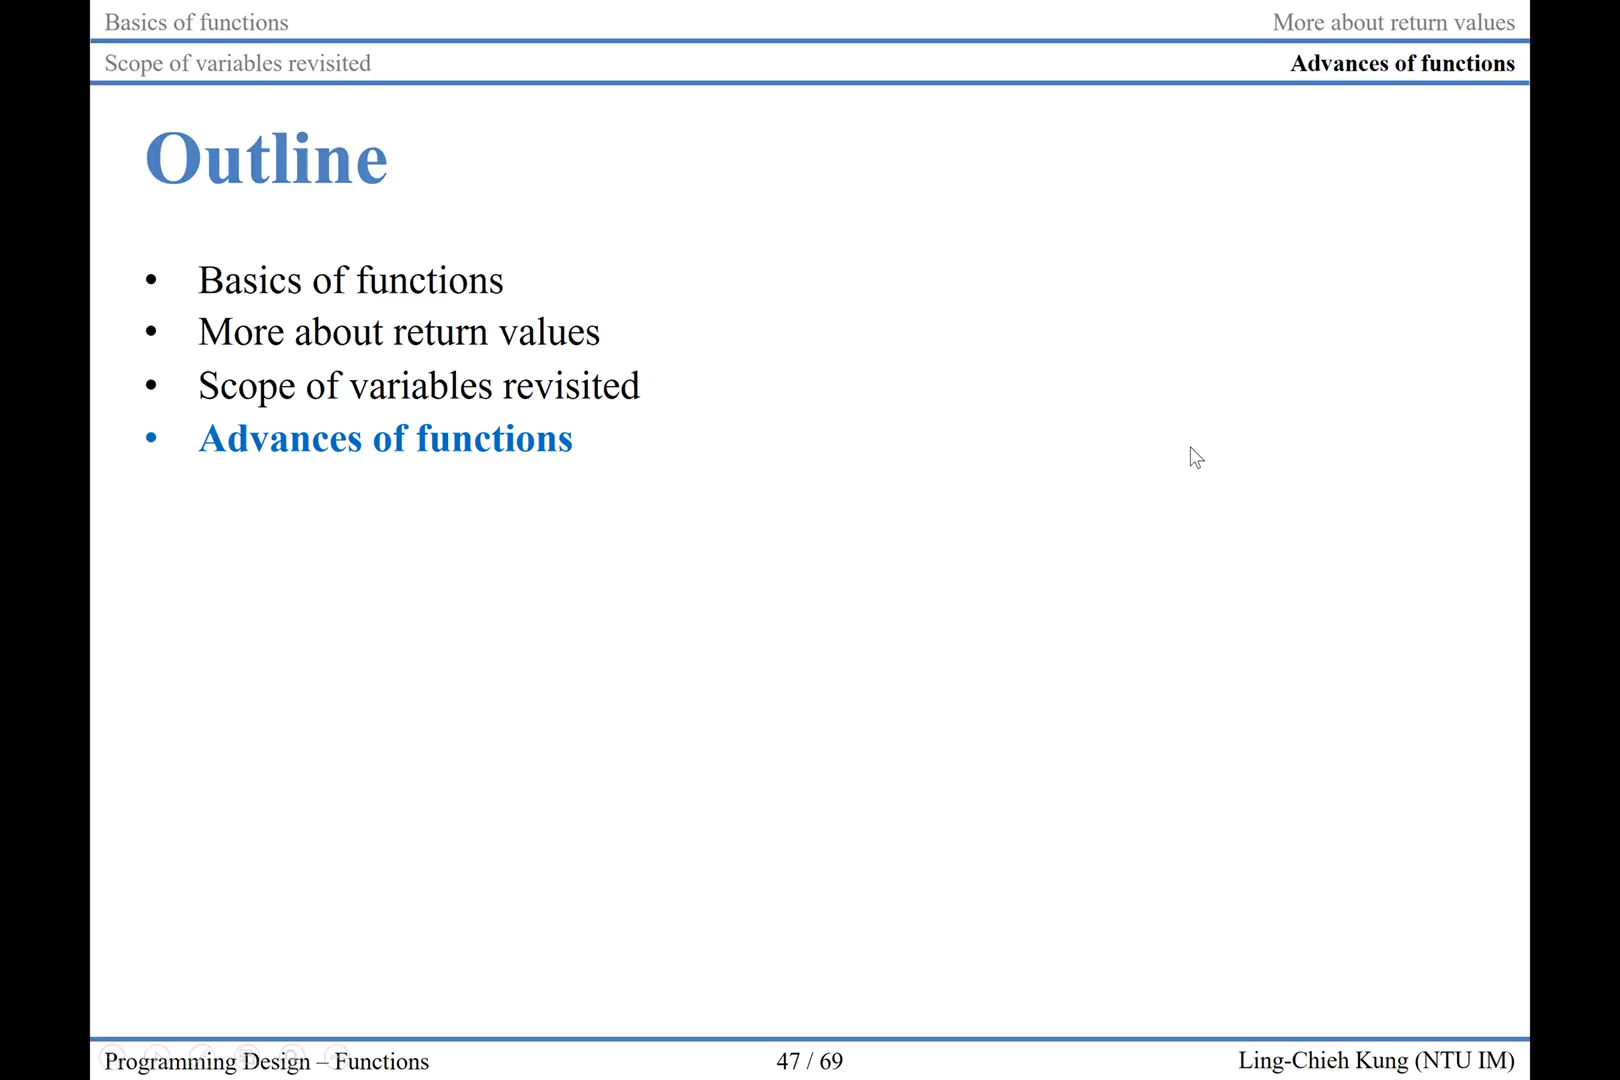 Basics of functions
More about return values
Scope of variables revisited
Advances of functions
Outline
• Basics of functions
• More about return values
• Scope of variables revisited
• Advances of functions
Programming Design – Functions
47 / 69
Ling-Chieh Kung (NTU IM)